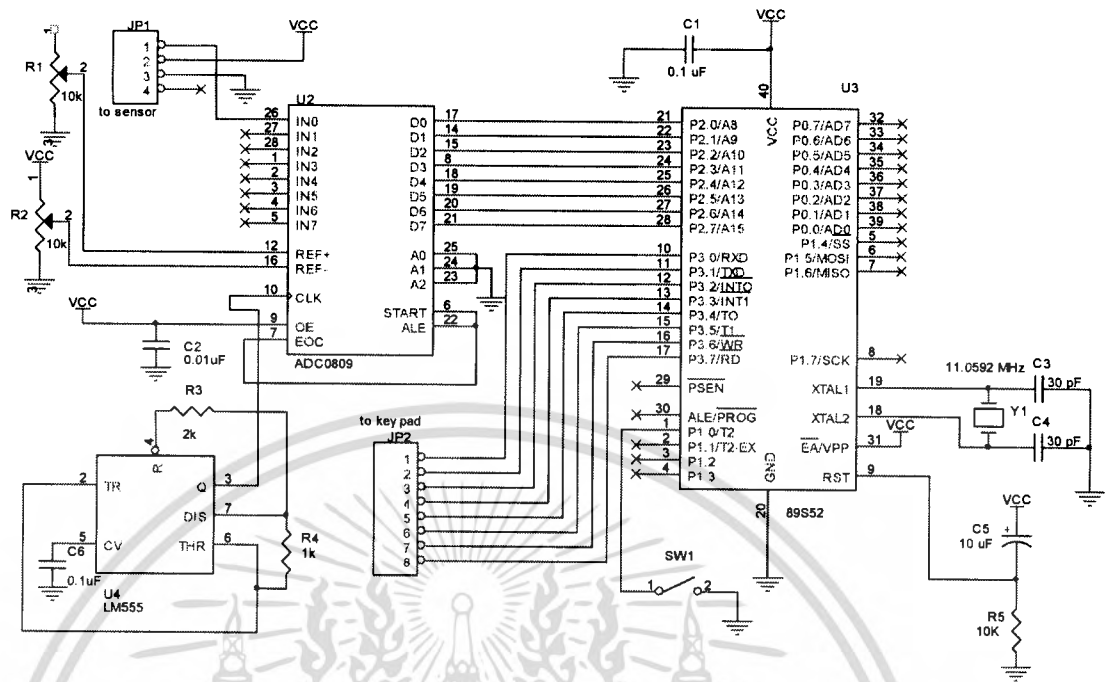 JP1
1
2
3
4
to sensor
VCC
1
R1
2
10k
3
VCC
1
R2
2
10k
3
C1
0.1 uF
VCC
U2
26 IN0
27 IN1
28 IN2
1 IN3
2 IN4
3 IN5
4 IN6
5 IN7
12 REF+
16 REF-
10 CLK
9 OE
7 EOC
D0 17
D1 14
D2 15
D3 8
D4 18
D5 19
D6 20
D7 21
A0 25
A1 24
A2 23
START 6
ALE 22
ADC0809
VCC
C2
0.01uF
R3
2k
4
R
2 TR
5 CV
Q 3
DIS 7
THR 6
C6
0.1uF
U4
LM555
R4
1k
to key pad
JP2
1
2
3
4
5
6
7
8
U3
40
VCC
21 P2.0/A8
22 P2.1/A9
23 P2.2/A10
24 P2.3/A11
25 P2.4/A12
26 P2.5/A13
27 P2.6/A14
28 P2.7/A15
10 P3.0/RXD
11 P3.1/TXD
12 P3.2/INTO
13 P3.3/INT1
14 P3.4/TO
15 P3.5/T1
16 P3.6/WR
17 P3.7/RD
29 PSEN
30 ALE/PROG
1 P1.0/T2
2 P1.1/T2-EX
3 P1.2
4 P1.3
P0.7/AD7 32
P0.6/AD6 33
P0.5/AD5 34
P0.4/AD4 35
P0.3/AD3 36
P0.2/AD2 37
P0.1/AD1 38
P0.0/AD0 39
P1.4/SS 5
P1.5/MOSI 6
P1.6/MISO 7
P1.7/SCK 8
XTAL1 19
XTAL2 18
EA/VPP 31
RST 9
GND
20
89S52
11.0592 MHz
Y1
C3
30 pF
C4
30 pF
VCC
VCC
C5
+
10 uF
R5
10K
SW1
1
2